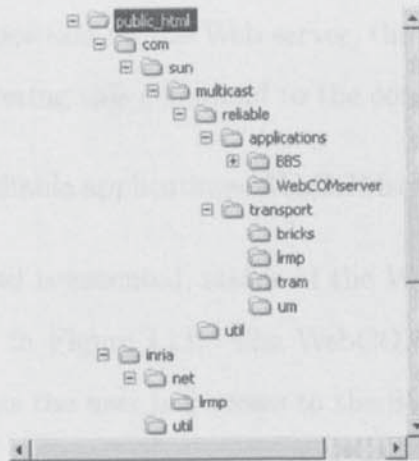 public_html
com
sun
multicast
reliable
applications
BBS
WebCOMserver
transport
bricks
lrmp
tram
um
util
inria
net
lrmp
util